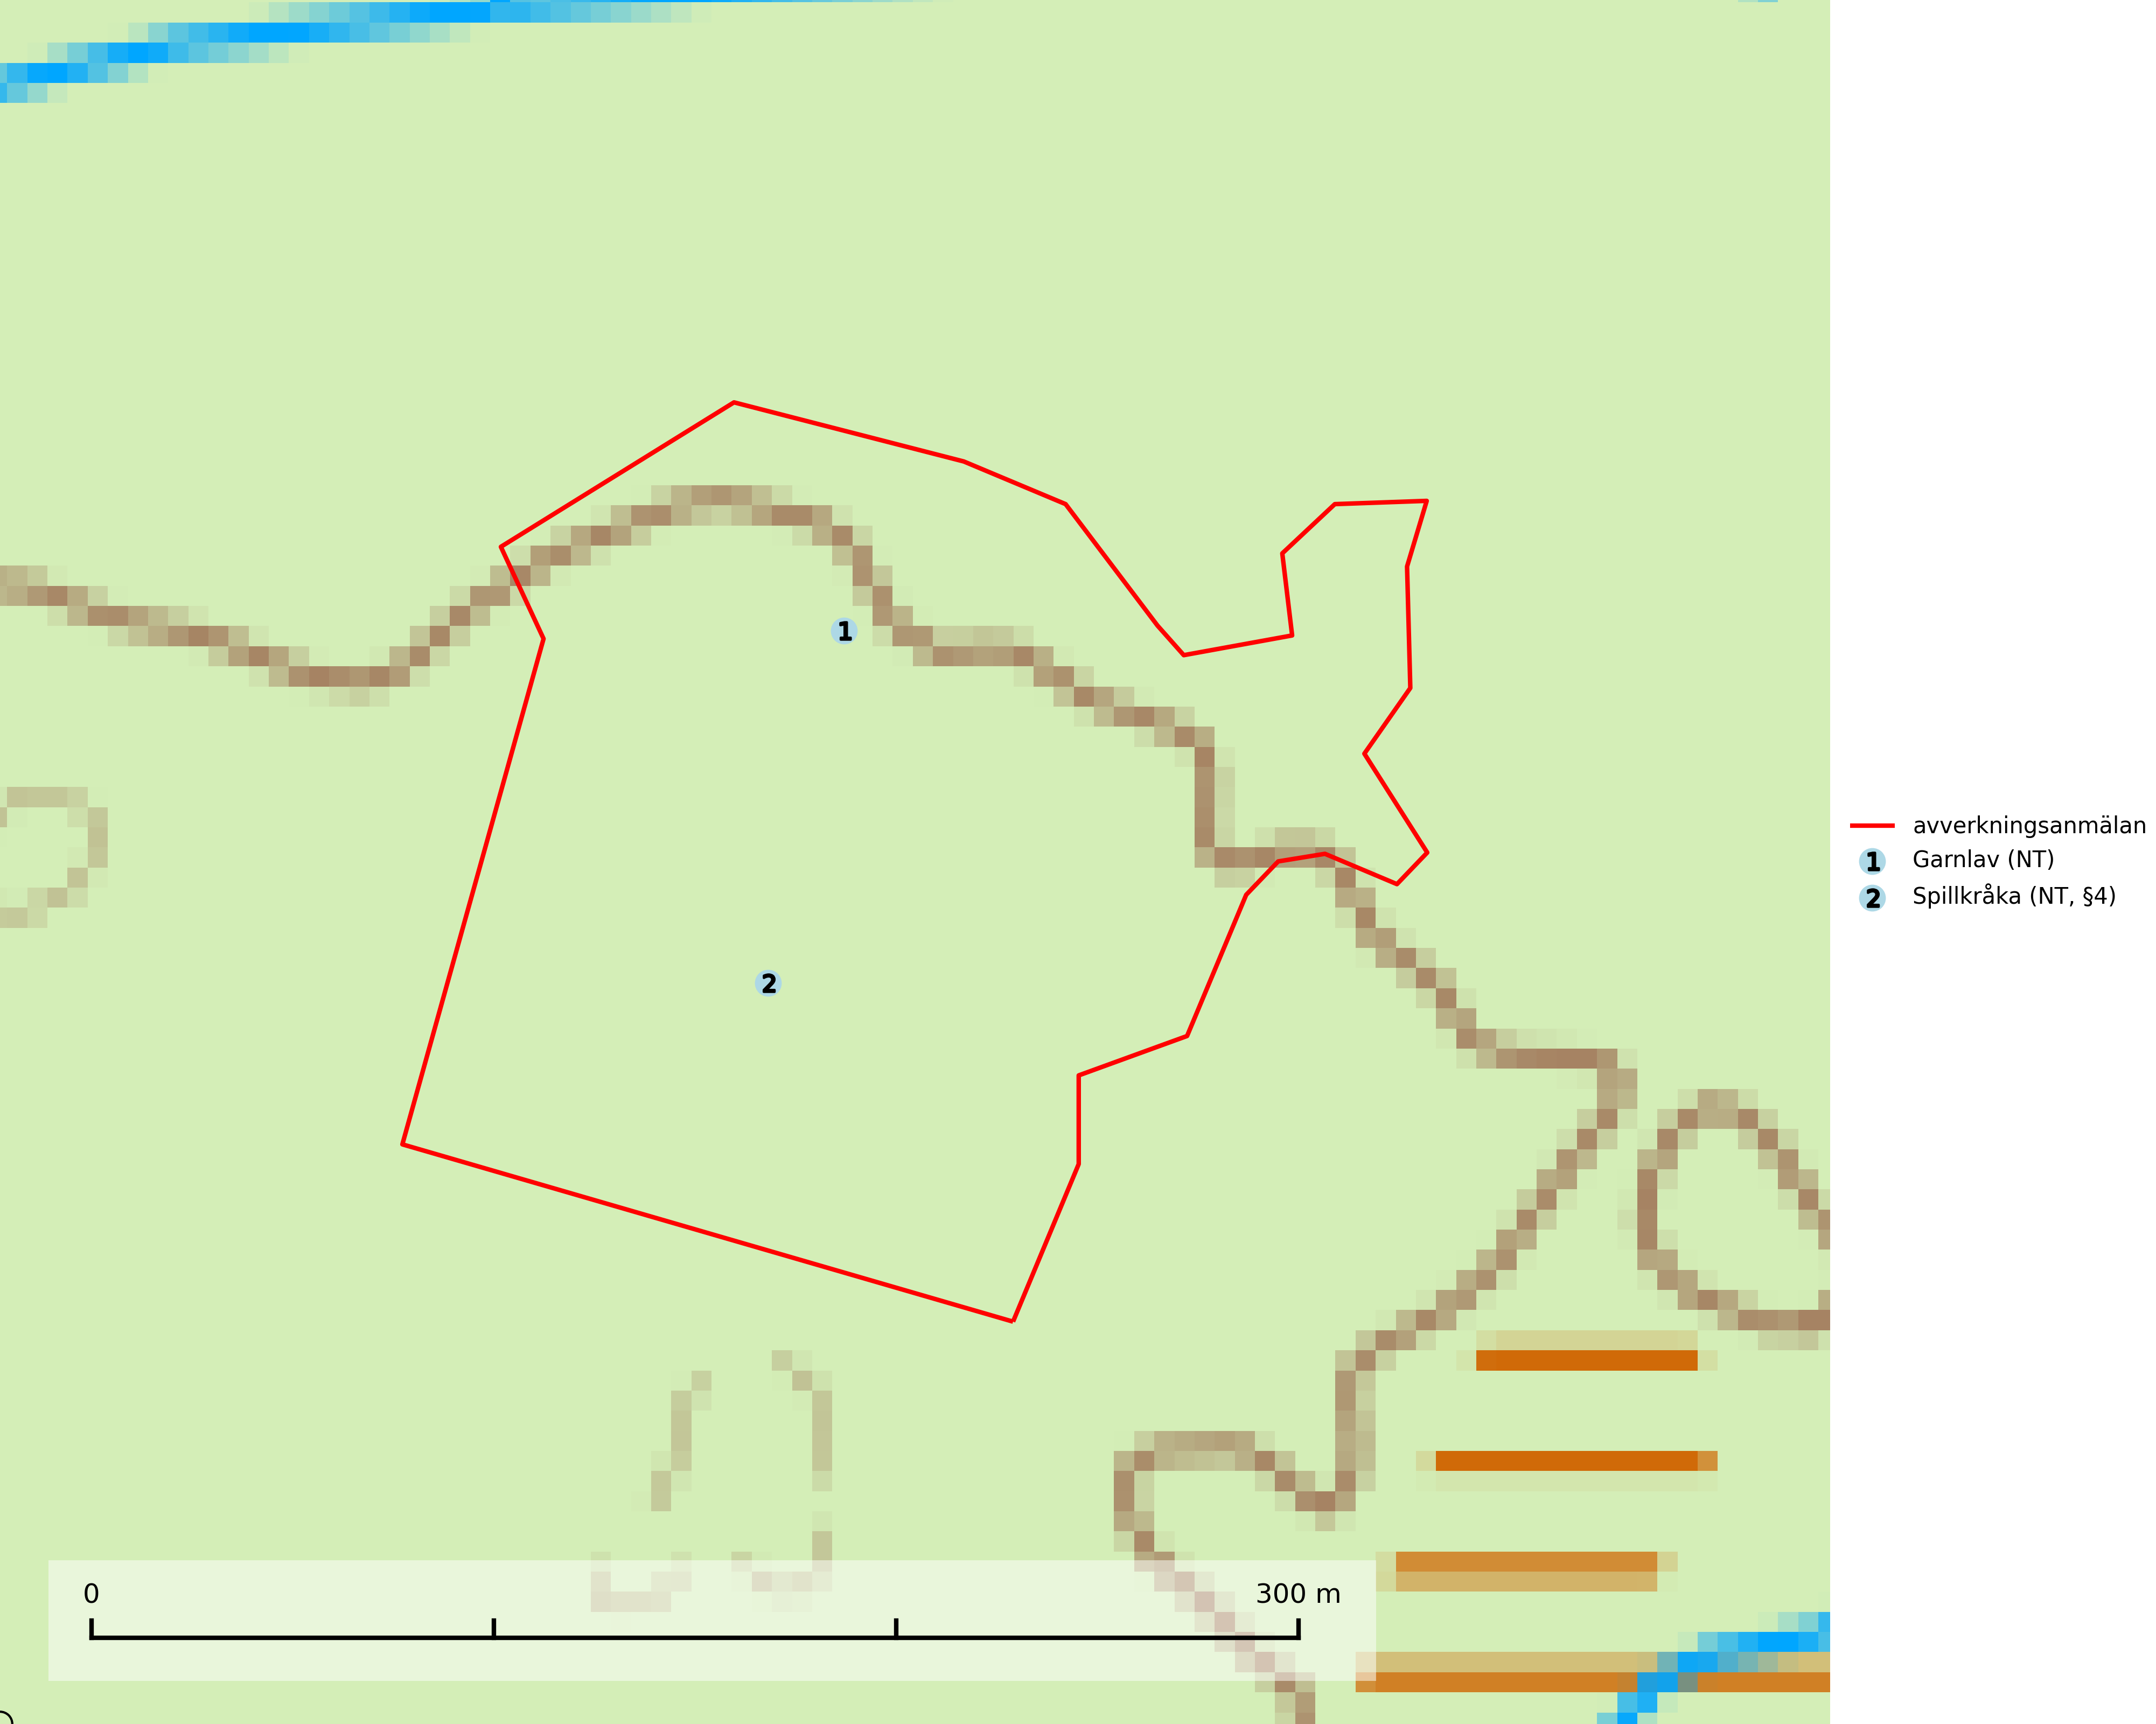 1
2
avverkningsanmälan
1 Garnlav (NT)
2 Spillkråka (NT, §4)
0 300 m